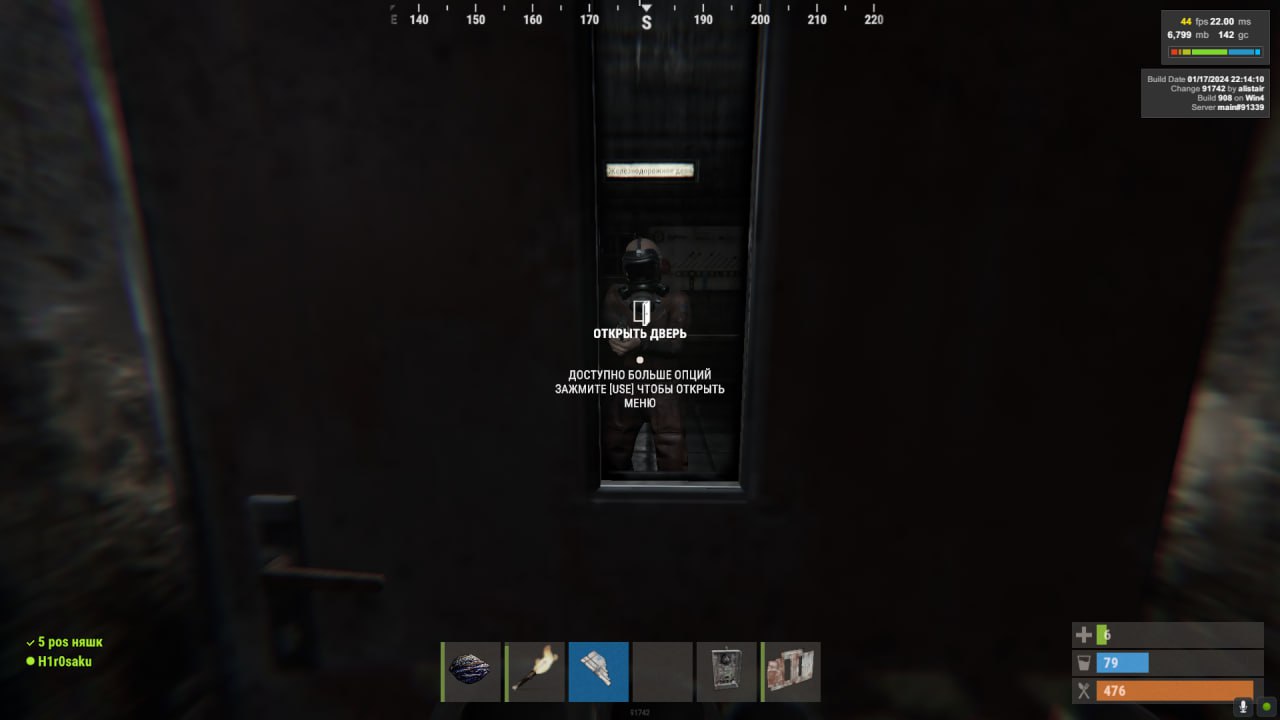 E 140 150 160 170 S 190 200 210 220
44 fps 22.00 ms
6,799 mb 142 gc
Build Date 01/17/2024 22:14:10
Change 91742 by alistair
Build 908 on Win4
Server main#91339
Железнодорожное депо
ОТКРЫТЬ ДВЕРЬ
ДОСТУПНО БОЛЬШЕ ОПЦИЙ
ЗАЖМИТЕ [USE] ЧТОБЫ ОТКРЫТЬ
МЕНЮ
5 pos няшк
H1r0saku
6
79
476
91742